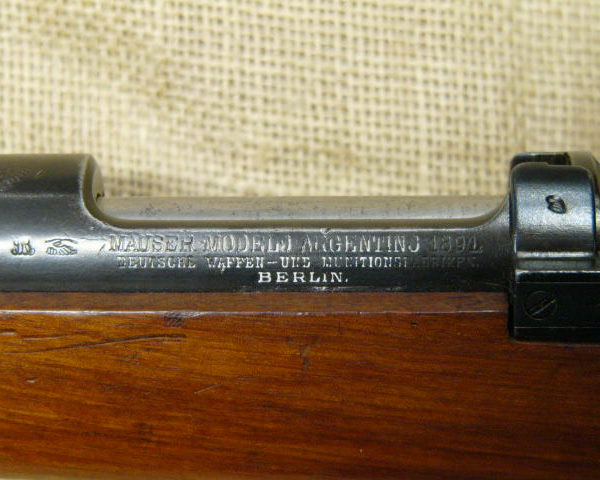 MAUSER MODELO ARGENTINO 1891.
DEUTSCHE WAFFEN-UND MUNITIONSFABRIKEN
BERLIN.